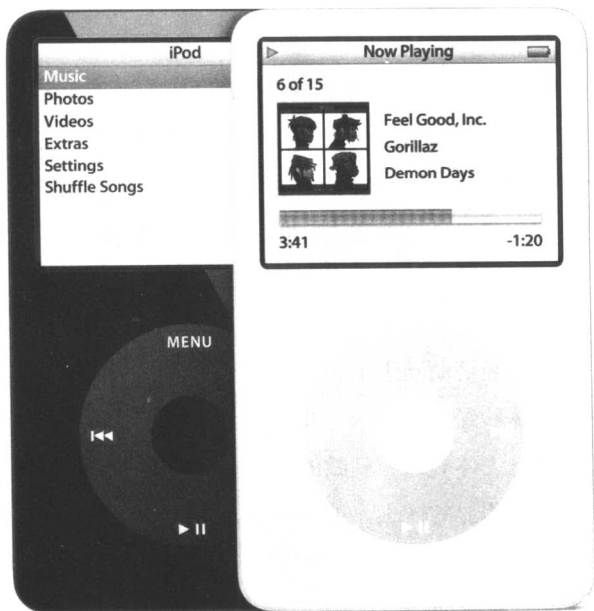 iPod
Music
Photos
Videos
Extras
Settings
Shuffle Songs
MENU
Now Playing
6 of 15
Feel Good, Inc.
Gorillaz
Demon Days
3:41
-1:20